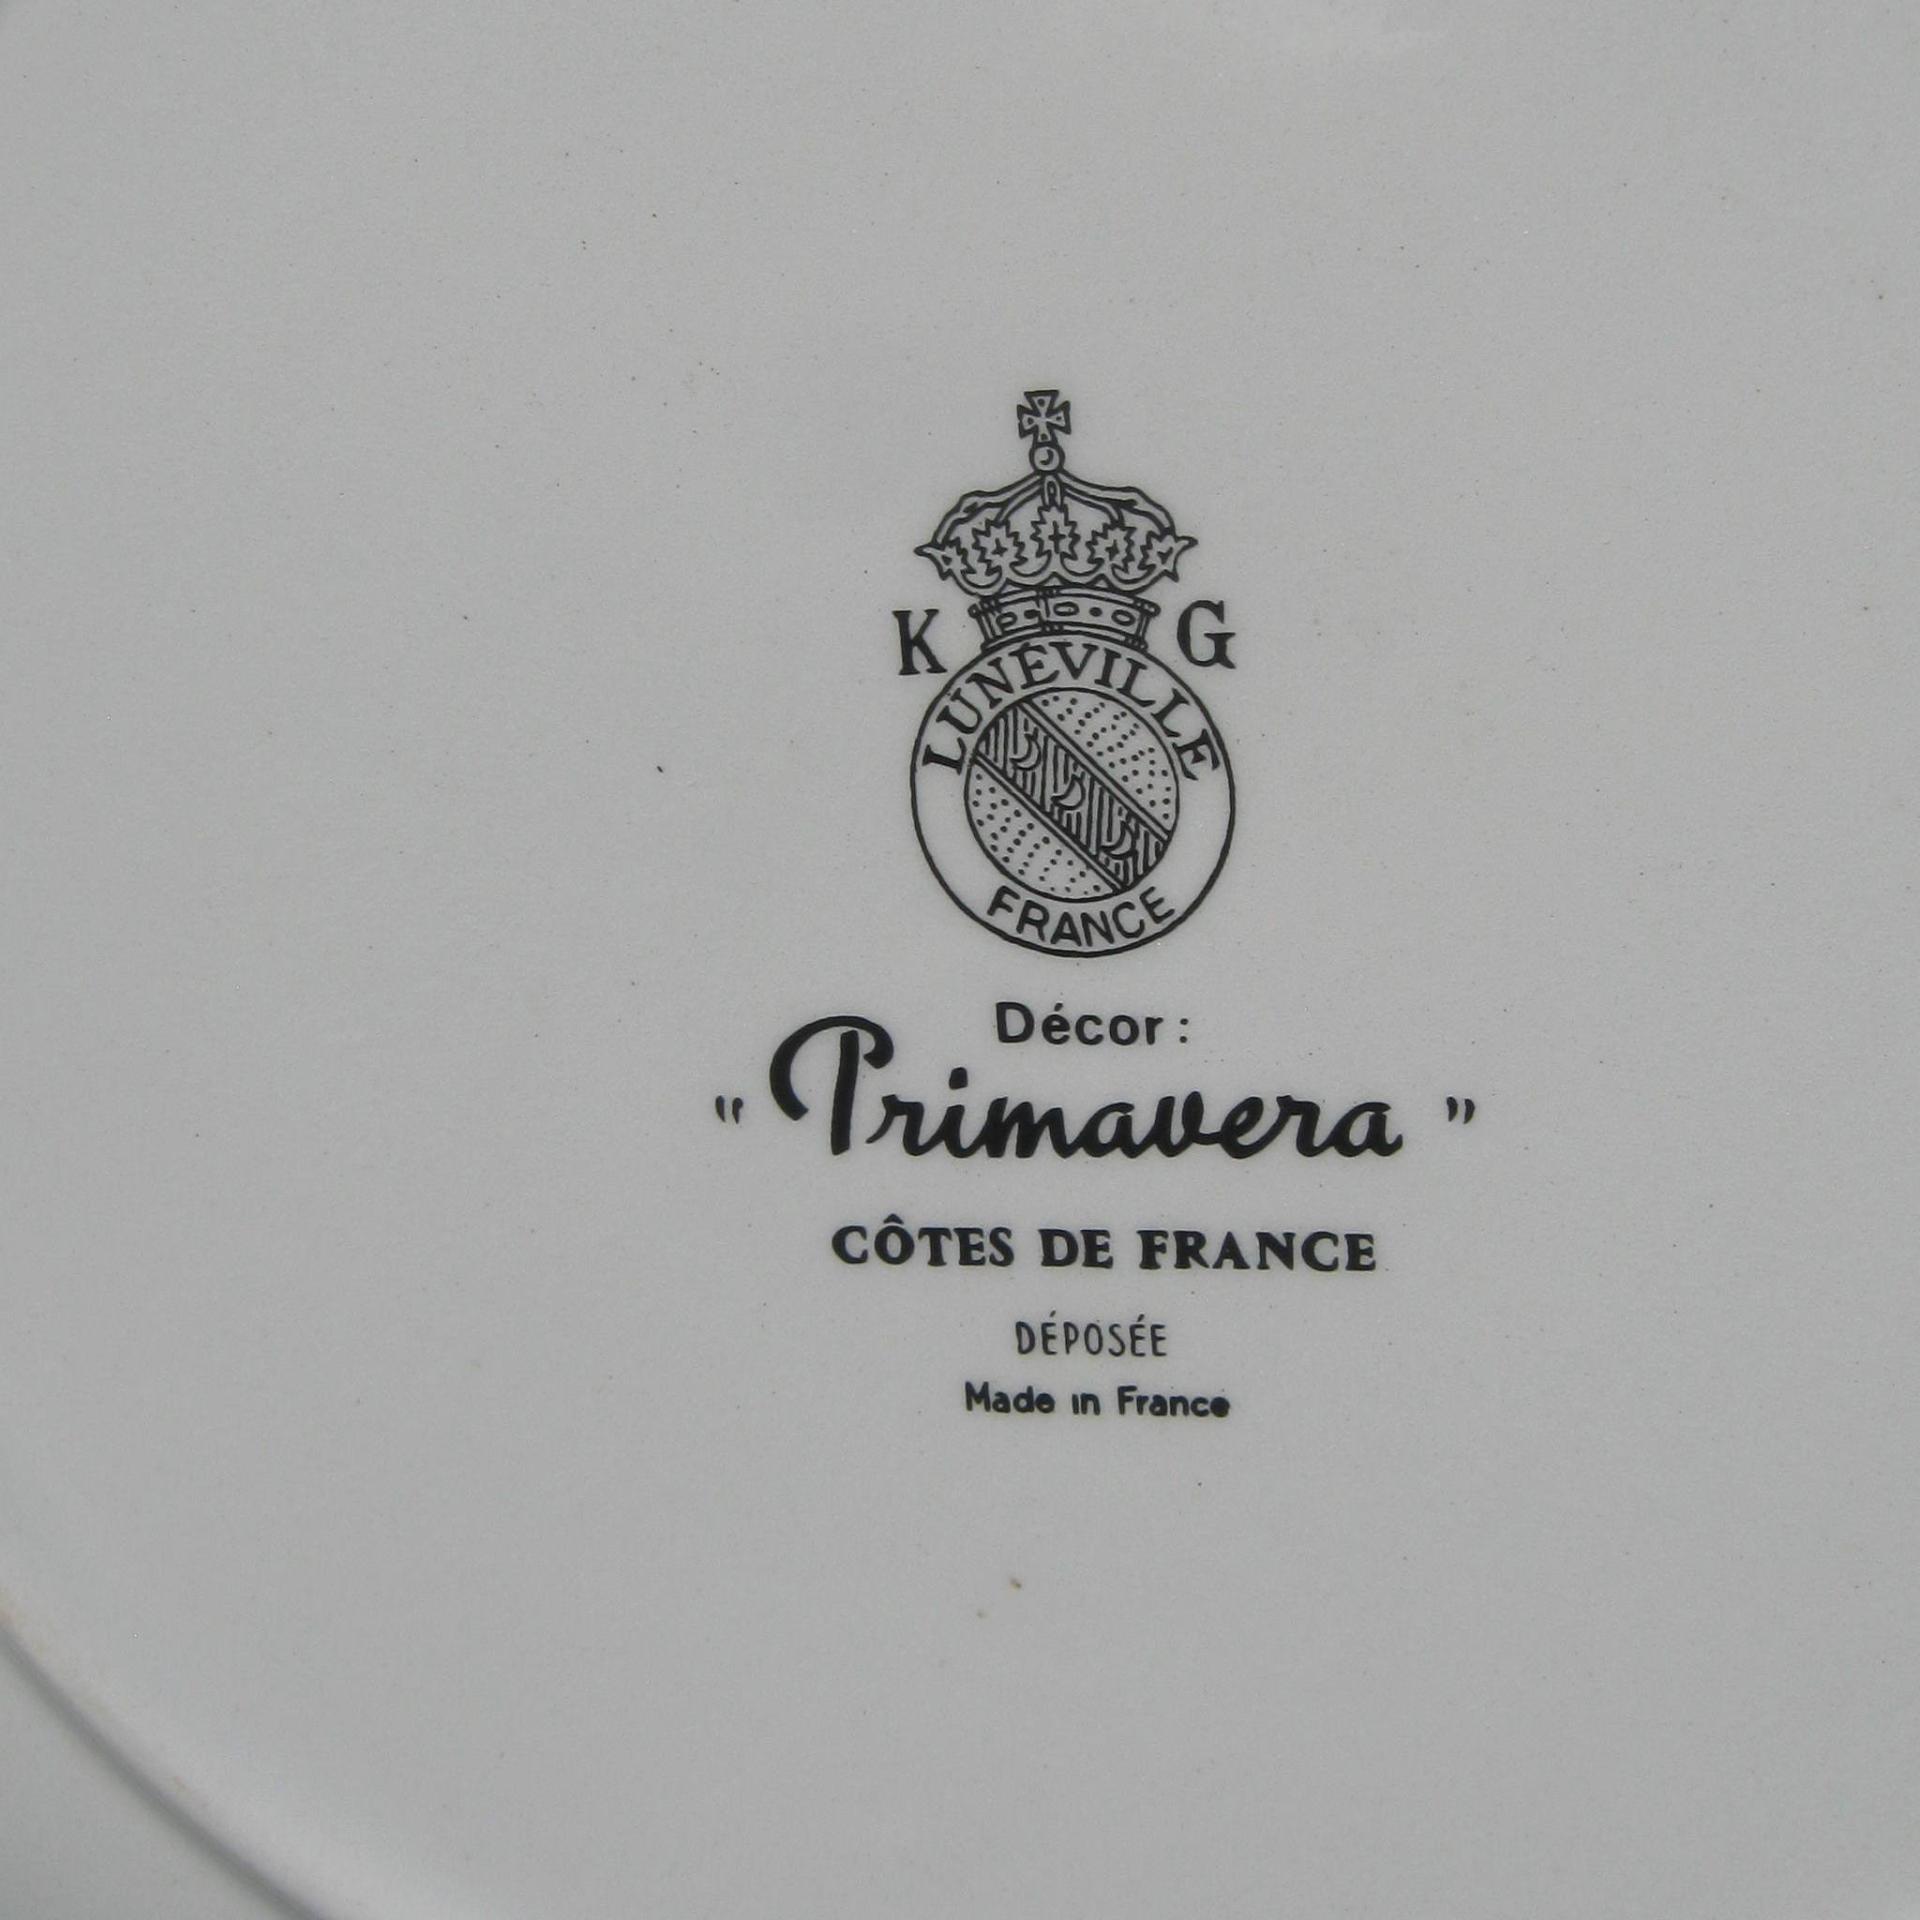 K G
LUNÉVILLE
FRANCE
Décor :
" Primavera "
CÔTES DE FRANCE
DÉPOSÉE
Made in France